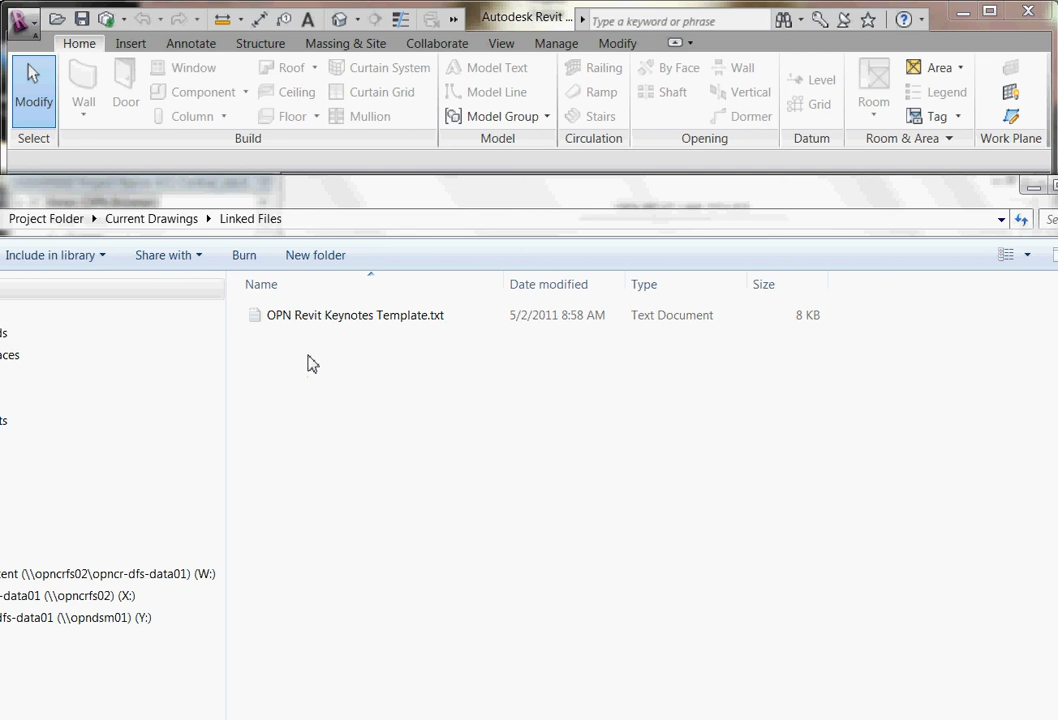 Autodesk Revit ...
Type a keyword or phrase
Home Insert Annotate Structure Massing & Site Collaborate View Manage Modify
Modify
Wall
Door
Window
Component
Column
Roof
Ceiling
Floor
Curtain System
Curtain Grid
Mullion
Model Text
Model Line
Model Group
Railing
Ramp
Stairs
By Face
Shaft
Wall
Vertical
Dormer
Level
Grid
Room
Area
Legend
Tag
Select Build Model Circulation Opening Datum Room & Area Work Plane
Project Folder Current Drawings Linked Files
Include in library Share with Burn New folder
Name Date modified Type Size
OPN Revit Keynotes Template.txt 5/2/2011 8:58 AM Text Document 8 KB
ds
aces
ts
ent (\\opncrfs02\opncr-dfs-data01) (W:)
-data01 (\\opncrfs02) (X:)
dfs-data01 (\\opndsm01) (Y:)